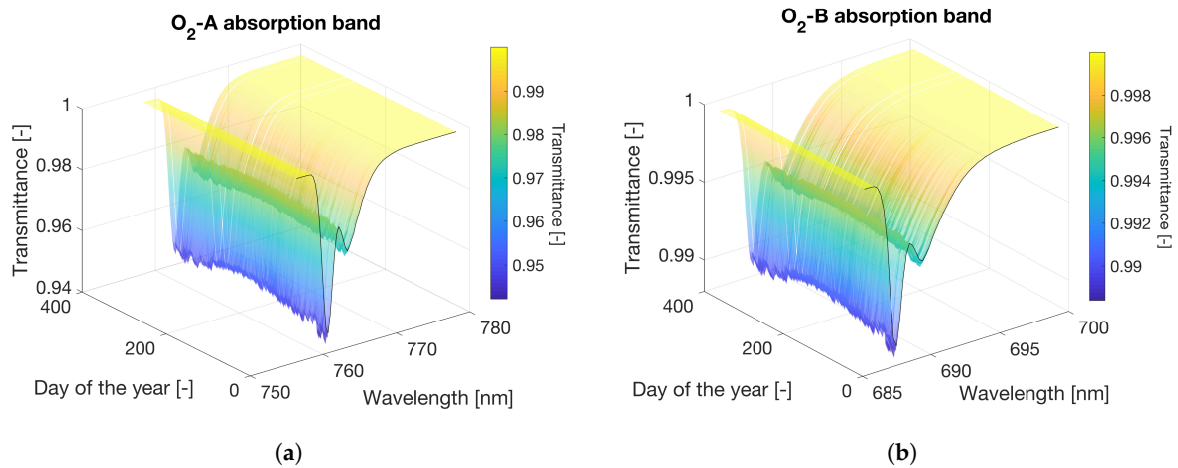 O2-A absorption band
1
0.98
0.96
0.94
Transmittance [-]
400
200
0
Day of the year [-]
750
760
770
780
Wavelength [nm]
0.99
0.98
0.97
0.96
0.95
Transmittance [-]
(a)
O2-B absorption band
1
0.995
0.99
Transmittance [-]
400
200
0
Day of the year [-]
685
690
695
700
Wavelength [nm]
0.998
0.996
0.994
0.992
0.99
Transmittance [-]
(b)